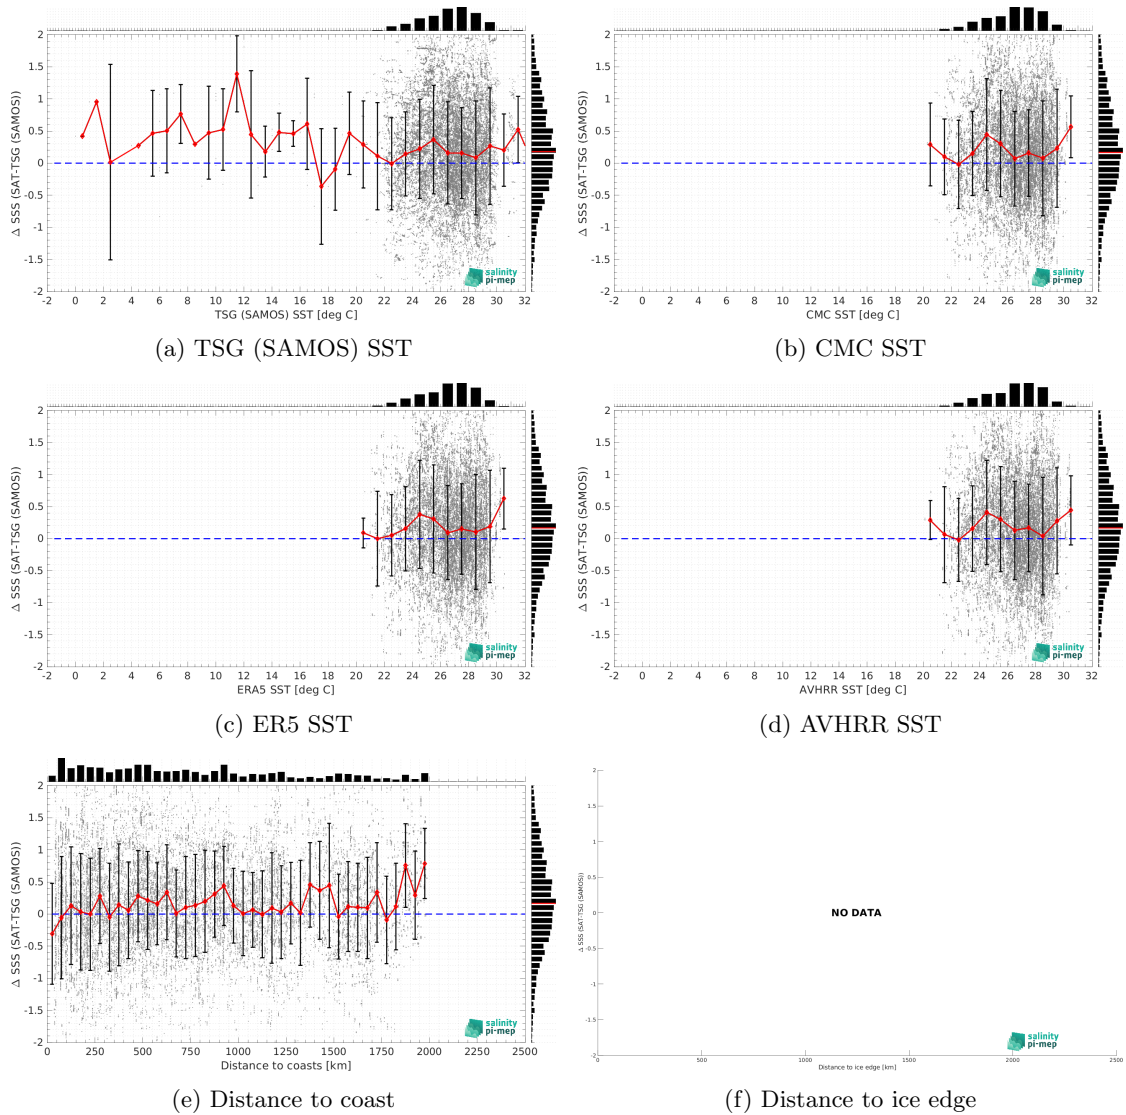 2
1.5
1
0.5
0
-0.5
-1
-1.5
-2
Δ SSS (SAT-TSG (SAMOS))
-2 0 2 4 6 8 10 12 14 16 18 20 22 24 26 28 30 32
TSG (SAMOS) SST [deg C]
salinity
pi-mep
(a) TSG (SAMOS) SST
2
1.5
1
0.5
0
-0.5
-1
-1.5
-2
Δ SSS (SAT-TSG (SAMOS))
-2 0 2 4 6 8 10 12 14 16 18 20 22 24 26 28 30 32
CMC SST [deg C]
salinity
pi-mep
(b) CMC SST
2
1.5
1
0.5
0
-0.5
-1
-1.5
-2
Δ SSS (SAT-TSG (SAMOS))
-2 0 2 4 6 8 10 12 14 16 18 20 22 24 26 28 30 32
ERA5 SST [deg C]
salinity
pi-mep
(c) ER5 SST
2
1.5
1
0.5
0
-0.5
-1
-1.5
-2
Δ SSS (SAT-TSG (SAMOS))
-2 0 2 4 6 8 10 12 14 16 18 20 22 24 26 28 30 32
AVHRR SST [deg C]
salinity
pi-mep
(d) AVHRR SST
2
1.5
1
0.5
0
-0.5
-1
-1.5
-2
Δ SSS (SAT-TSG (SAMOS))
0 250 500 750 1000 1250 1500 1750 2000 2250 2500
Distance to coasts [km]
salinity
pi-mep
(e) Distance to coast
2
1.5
1
0.5
0
-0.5
-1
-1.5
-2
Δ SSS (SAT-TSG (SAMOS))
NO DATA
0 500 1000 1500 2000 2500
Distance to ice edge [km]
salinity
pi-mep
(f) Distance to ice edge